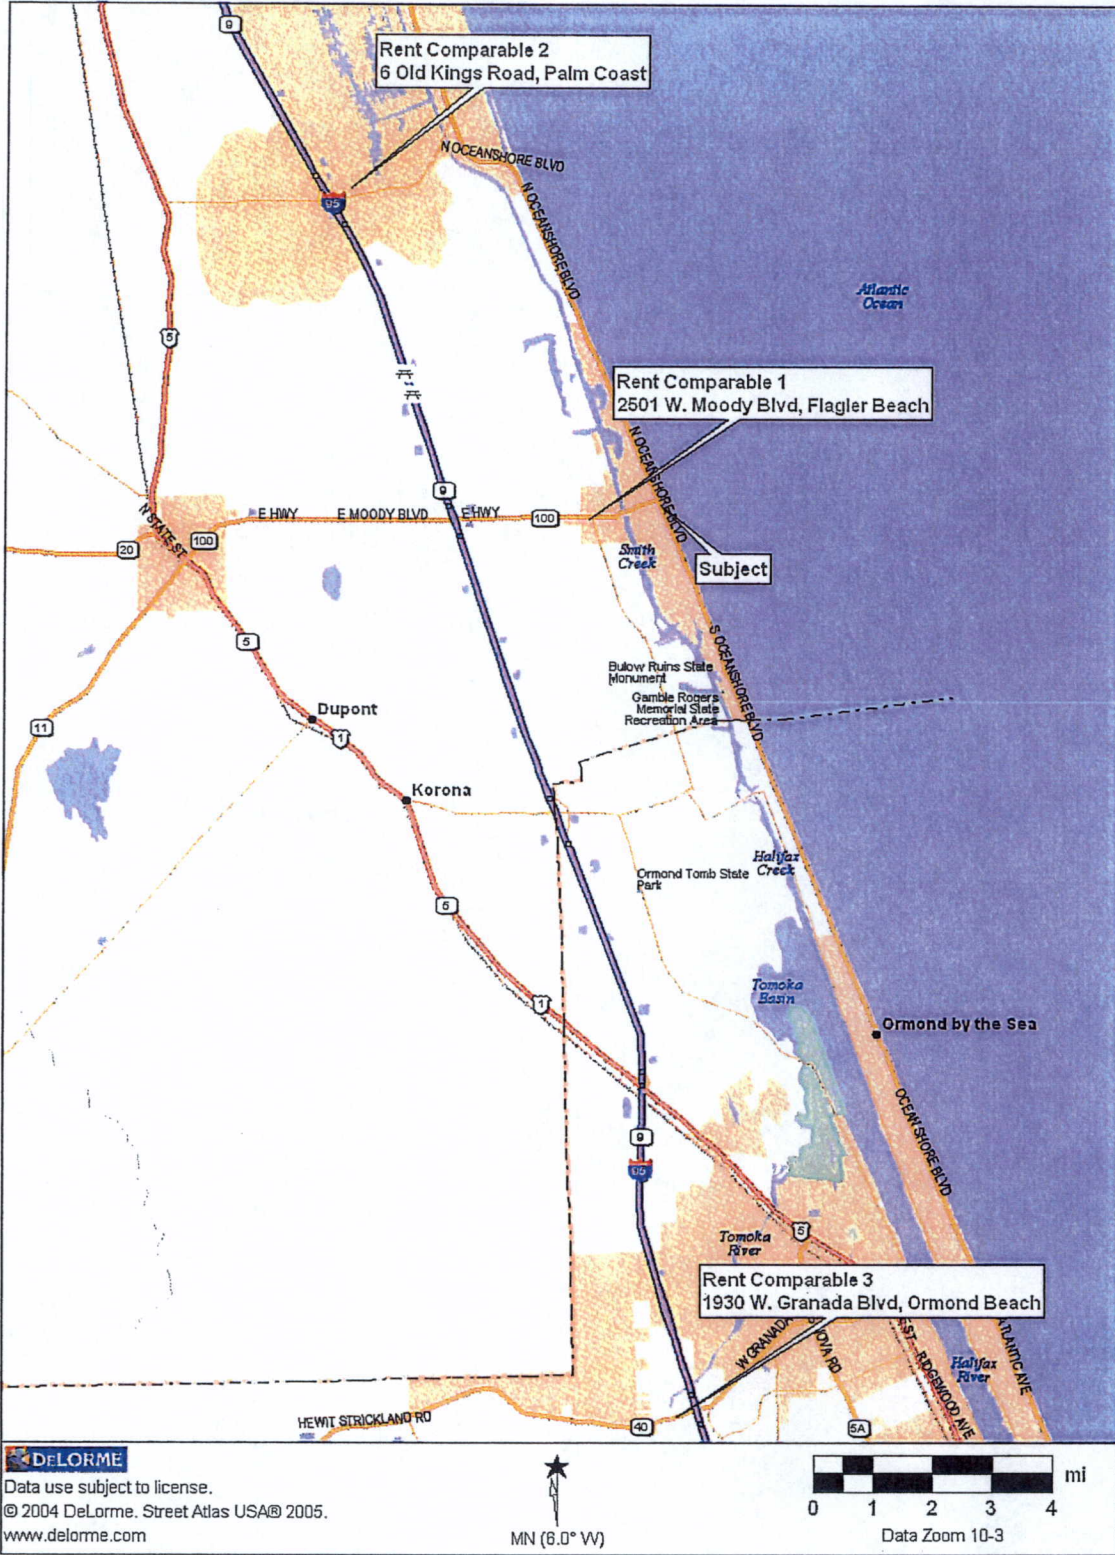 9
Rent Comparable 2
6 Old Kings Road, Palm Coast
N OCEANSHORE BLVD
95
N OCEANSHORE BLVD
Atlantic
Ocean
5
Rent Comparable 1
2501 W. Moody Blvd, Flagler Beach
N OCEANSHORE BLVD
9
N STATE ST
E HWY
E MOODY BLVD
E HWY
100
20
100
Smith
Creek
Subject
5
S OCEANSHORE BLVD
Bulow Ruins State
Monument
Gamble Rogers
Memorial State
Recreation Area
11
Dupont
1
Korona
Halifax
Creek
Ormond Tomb State
Park
5
Tomoka
Basin
1
Ormond by the Sea
OCEAN SHORE BLVD
9
95
Tomoka
River
5
Rent Comparable 3
1930 W. Granada Blvd, Ormond Beach
W GRANADA
NOVA RD
RIDGEWOOD AVE
ATLANTIC AVE
Halifax
River
HEWIT STRICKLAND RD
40
5A
DELORME
Data use subject to license.
© 2004 DeLorme. Street Atlas USA® 2005.
www.delorme.com
MN (6.0° W)
mi
0 1 2 3 4
Data Zoom 10-3